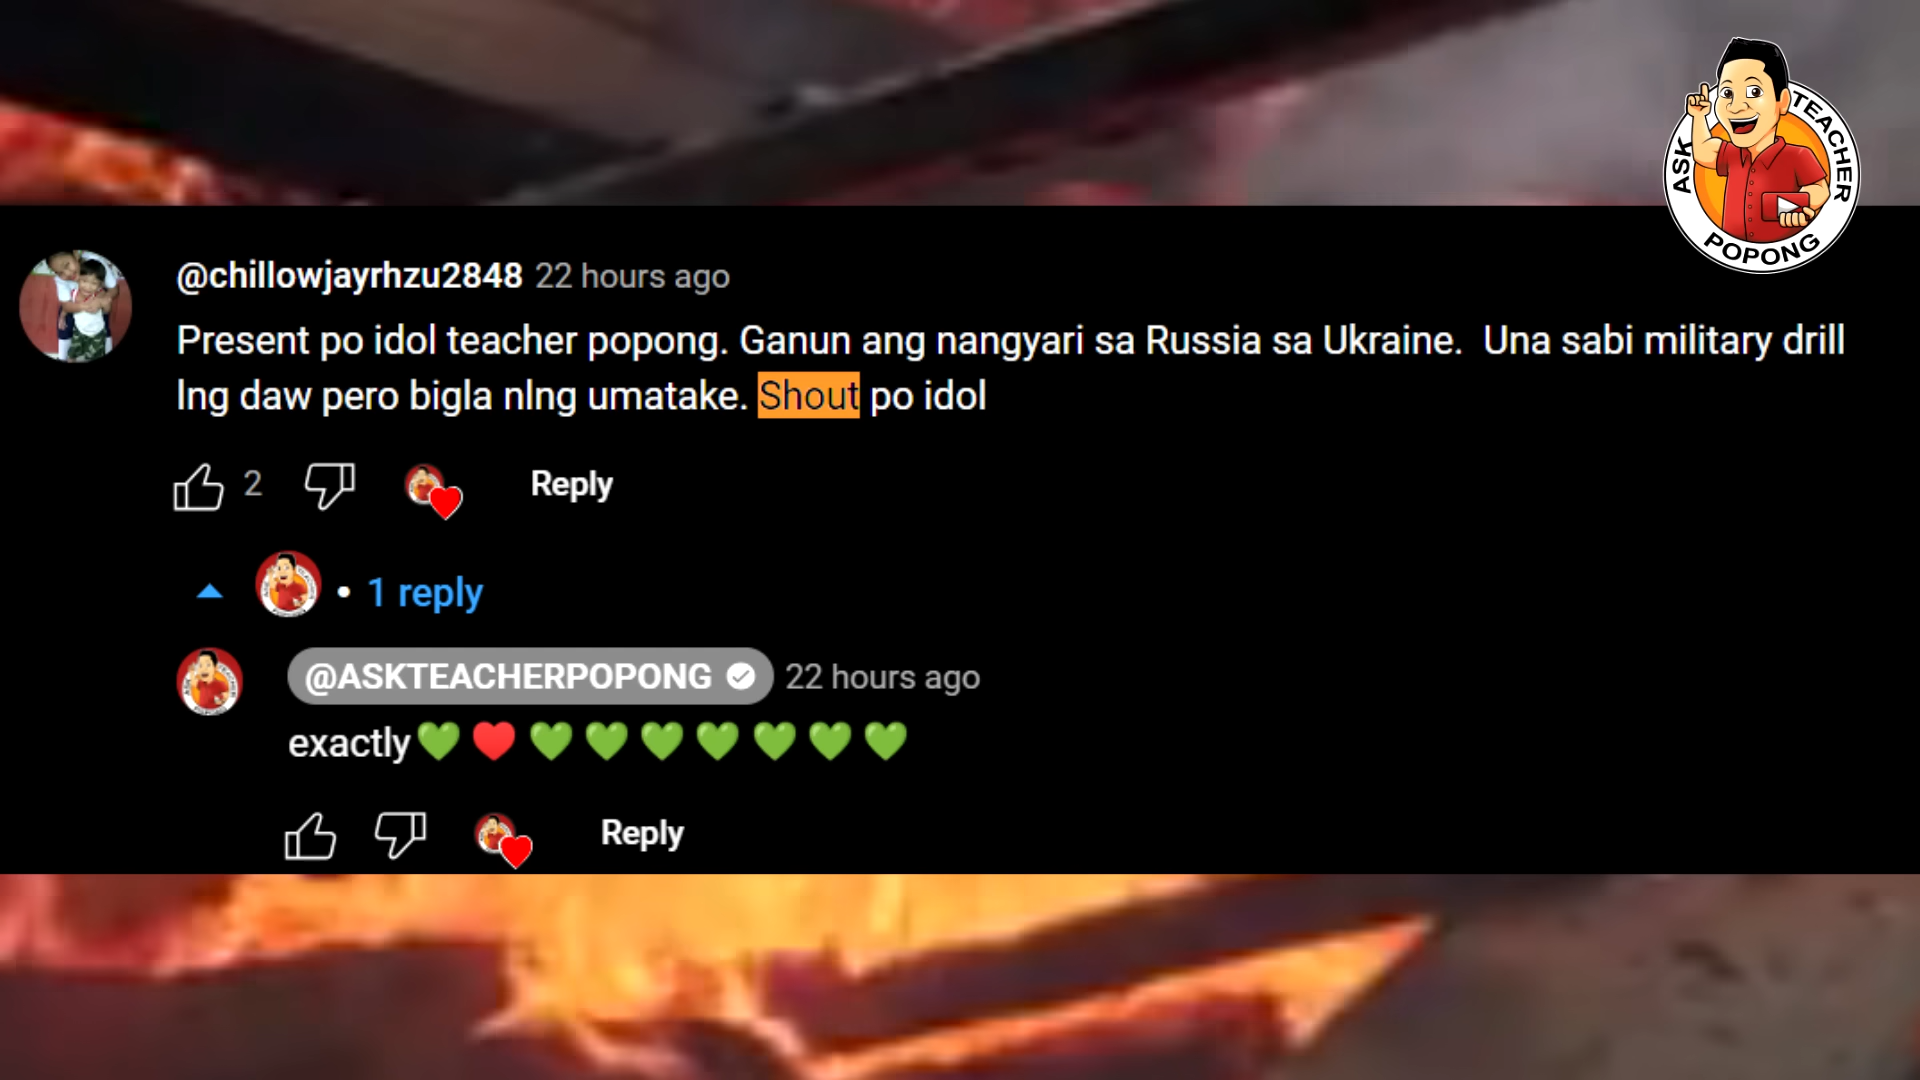 ASK TEACHER POPONG
@chillowjayrhzu2848 22 hours ago
Present po idol teacher popong. Ganun ang nangyari sa Russia sa Ukraine.  Una sabi military drill
lng daw pero bigla nlng umatake. Shout po idol
2 Reply
• 1 reply
@ASKTEACHERPOPONG 22 hours ago
exactly💚❤️💚💚💚💚💚💚💚
Reply